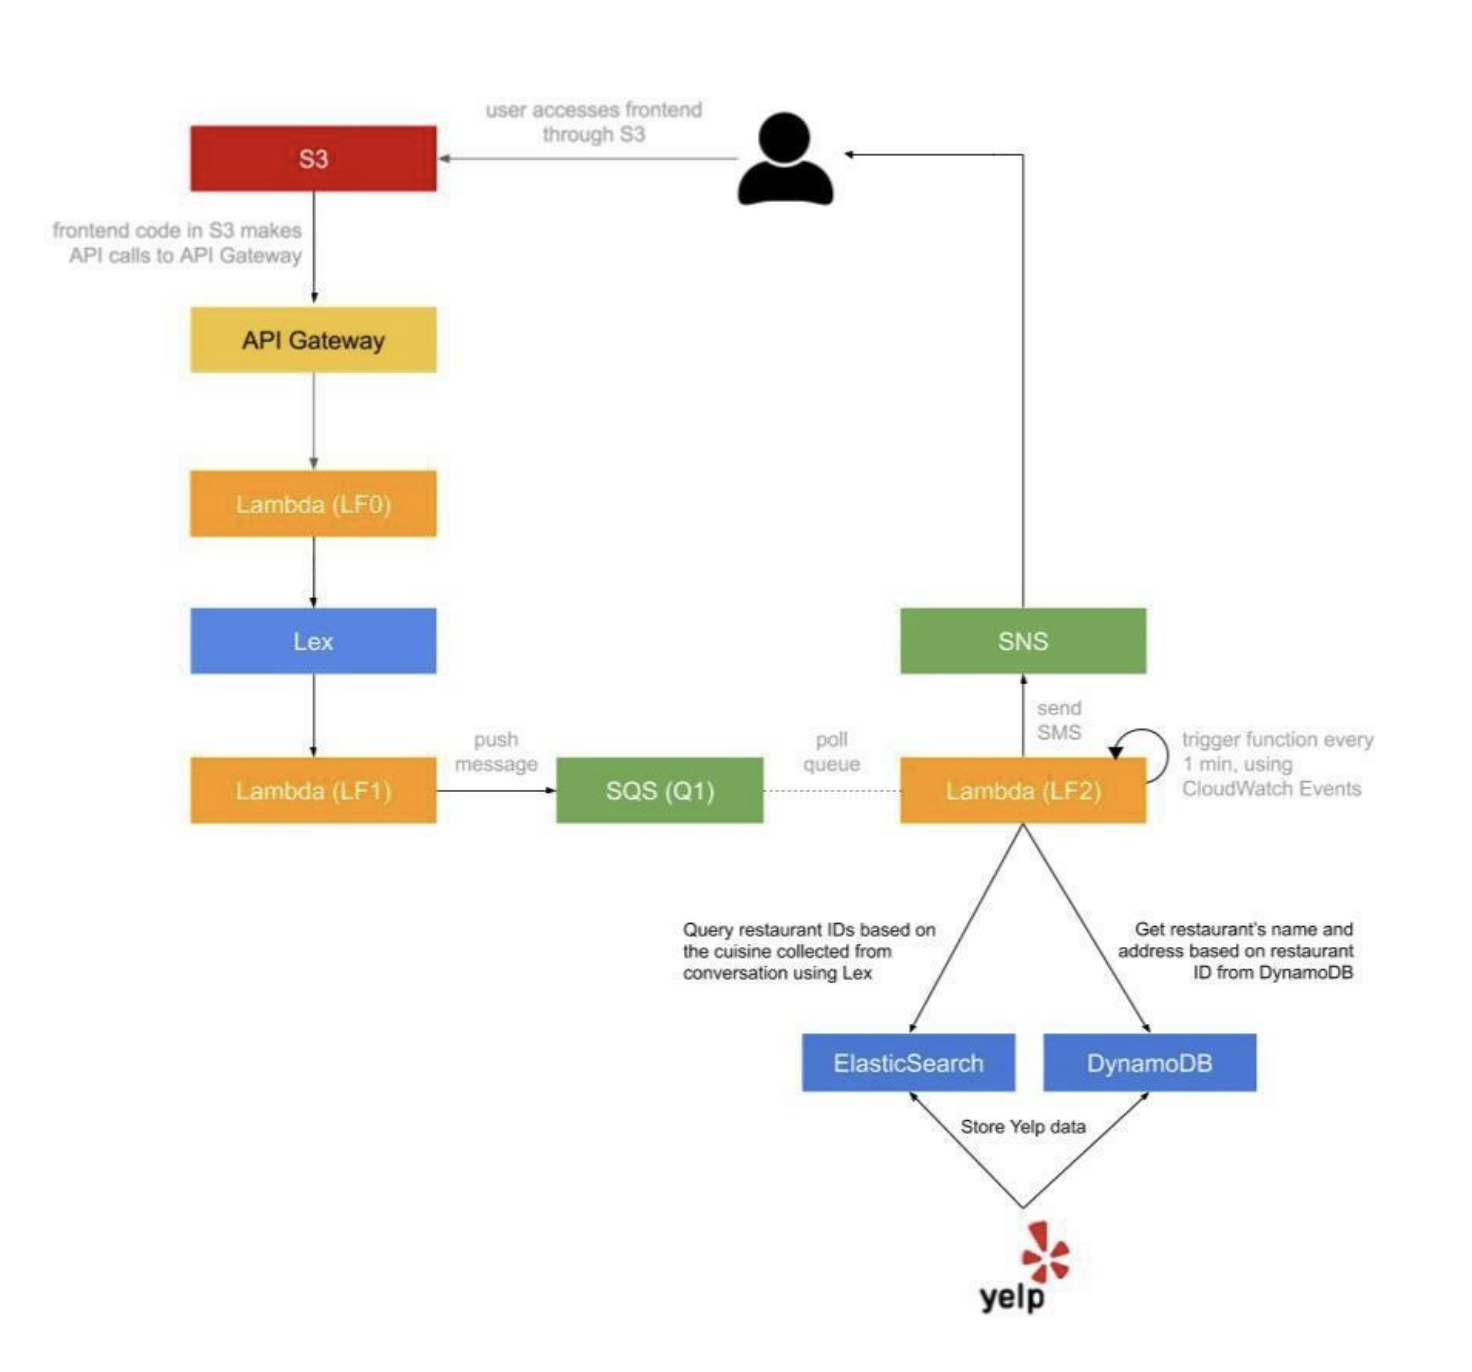 user accesses frontend
through S3
S3
frontend code in S3 makes
API calls to API Gateway
API Gateway
Lambda (LF0)
Lex
SNS
send
SMS
push
message
poll
queue
trigger function every
1 min, using
CloudWatch Events
Lambda (LF1)
SQS (Q1)
Lambda (LF2)
Query restaurant IDs based on
the cuisine collected from
conversation using Lex
Get restaurant's name and
address based on restaurant
ID from DynamoDB
ElasticSearch
DynamoDB
Store Yelp data
yelp